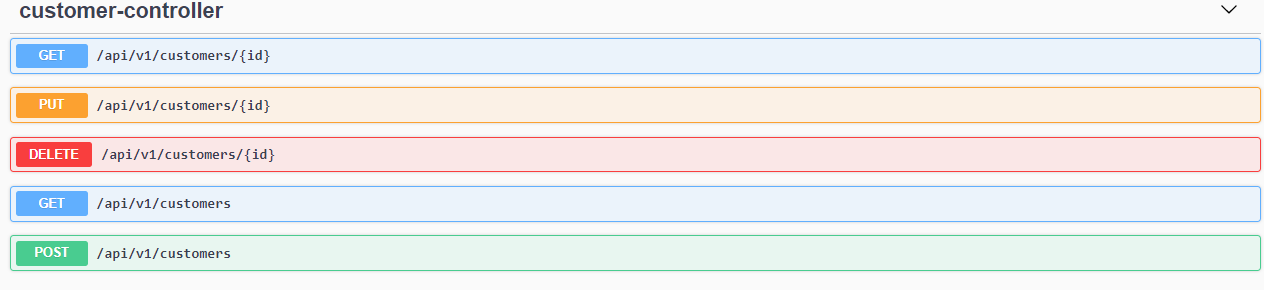 customer-controller
GET /api/v1/customers/{id}
PUT /api/v1/customers/{id}
DELETE /api/v1/customers/{id}
GET /api/v1/customers
POST /api/v1/customers